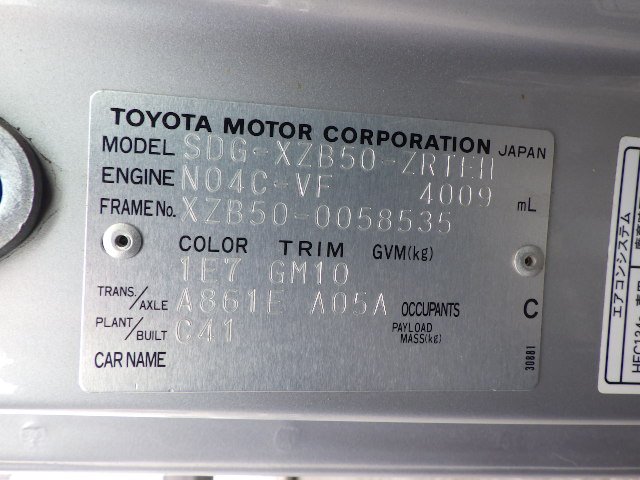 TOYOTA MOTOR CORPORATION JAPAN
MODEL SDG-XZB50-ZRTEH
ENGINE N04C-VF 4009 mL
FRAME No. XZB50-0058535
COLOR TRIM GVM(kg)
1E7 GM10
TRANS./AXLE A861E A05A OCCUPANTS C
PLANT/BUILT C41 PAYLOAD MASS(kg)
CAR NAME
30881
エアコンシステム
HFC134a